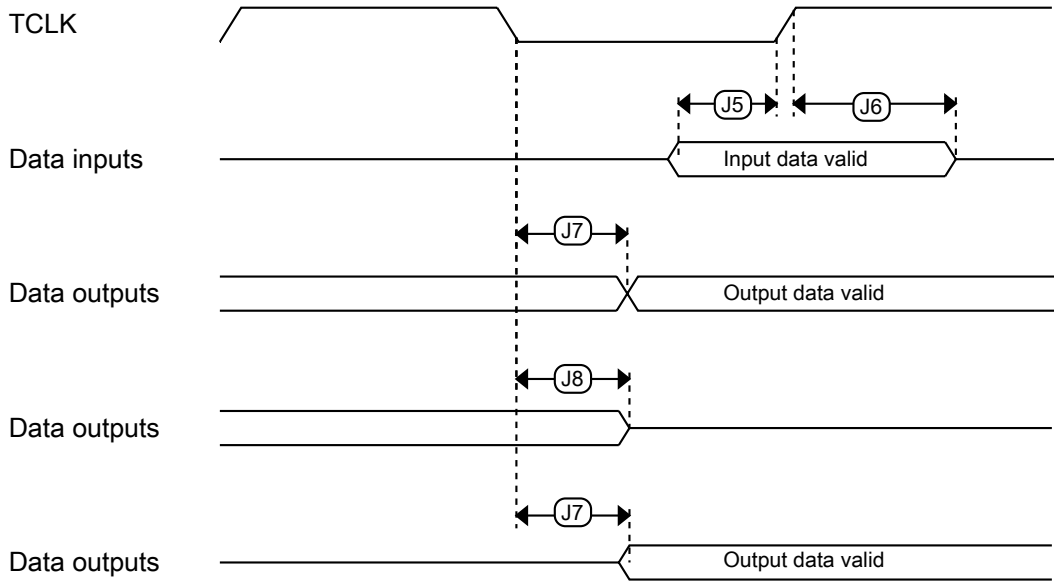 TCLK
J5
J6
Data inputs
Input data valid
J7
Data outputs
Output data valid
J8
Data outputs
J7
Data outputs
Output data valid